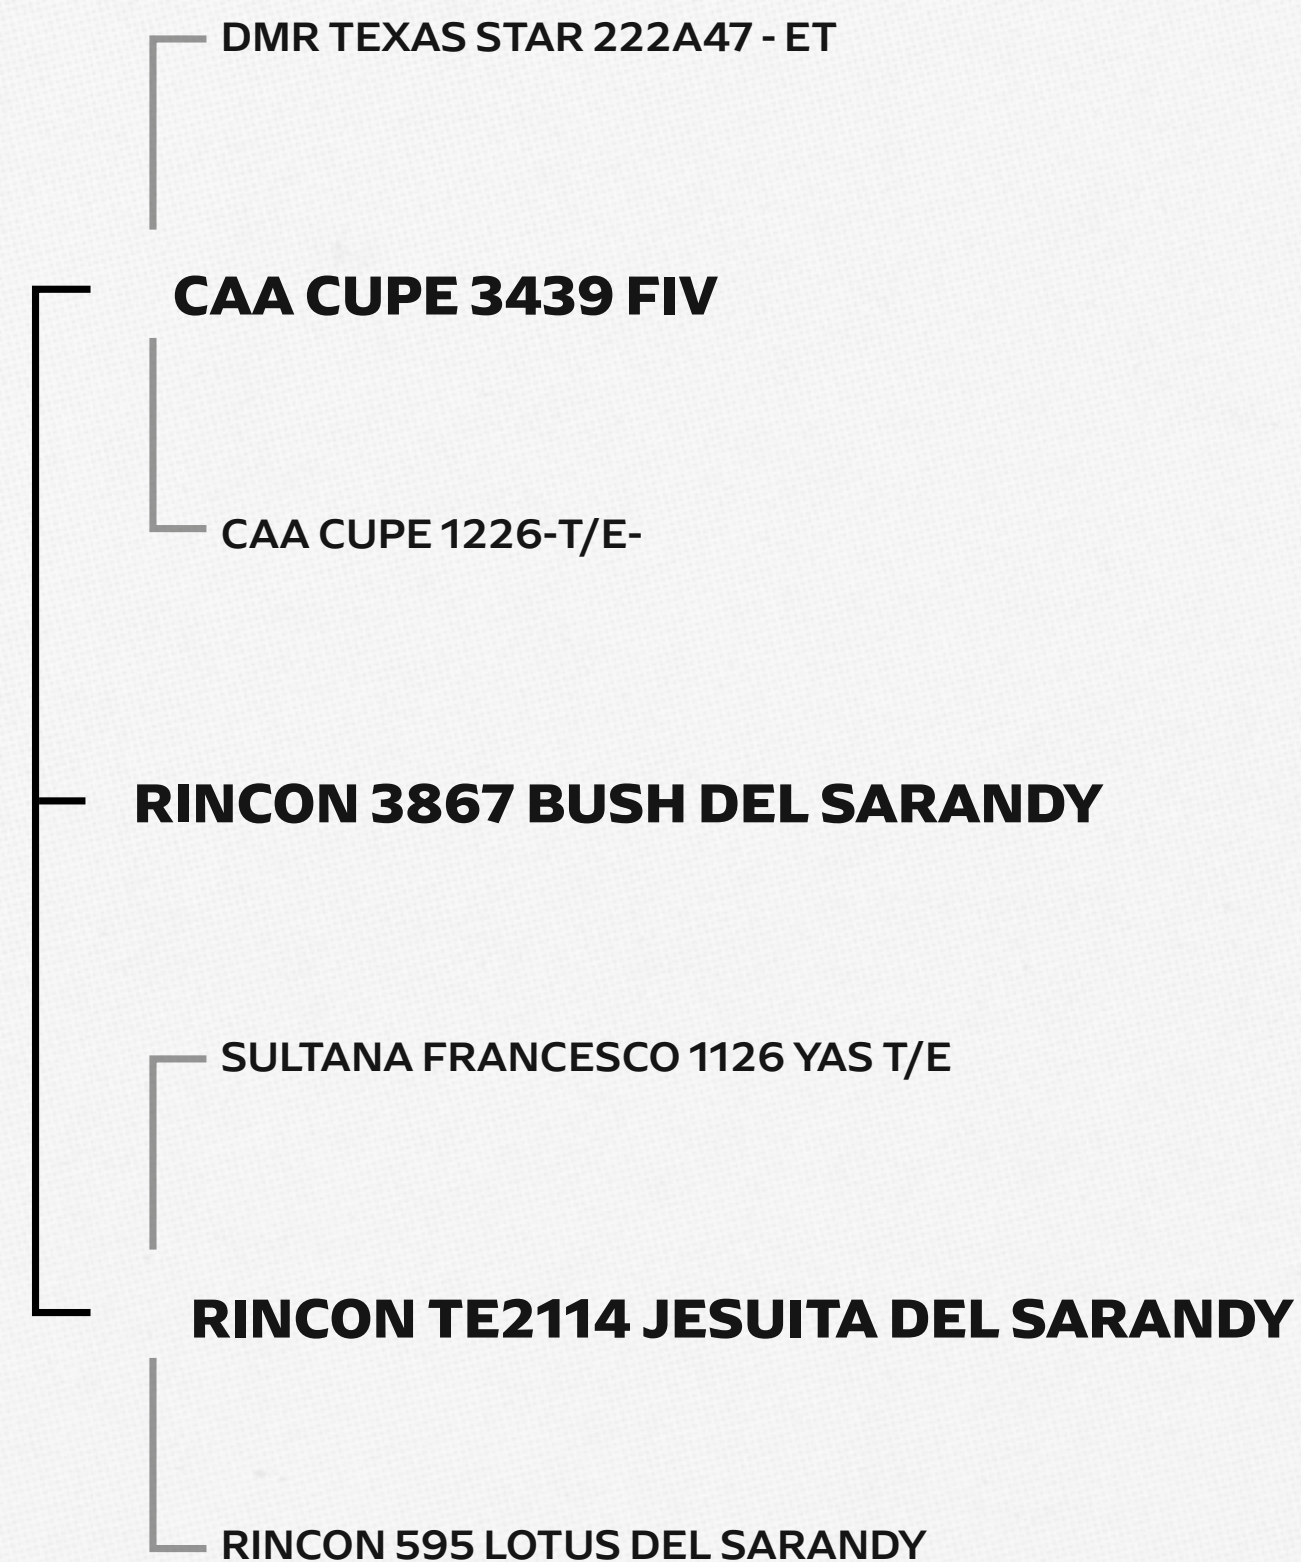 DMR TEXAS STAR 222A47 - ET
CAA CUPE 3439 FIV
CAA CUPE 1226-T/E-
RINCON 3867 BUSH DEL SARANDY
SULTANA FRANCESCO 1126 YAS T/E
RINCON TE2114 JESUITA DEL SARANDY
RINCON 595 LOTUS DEL SARANDY